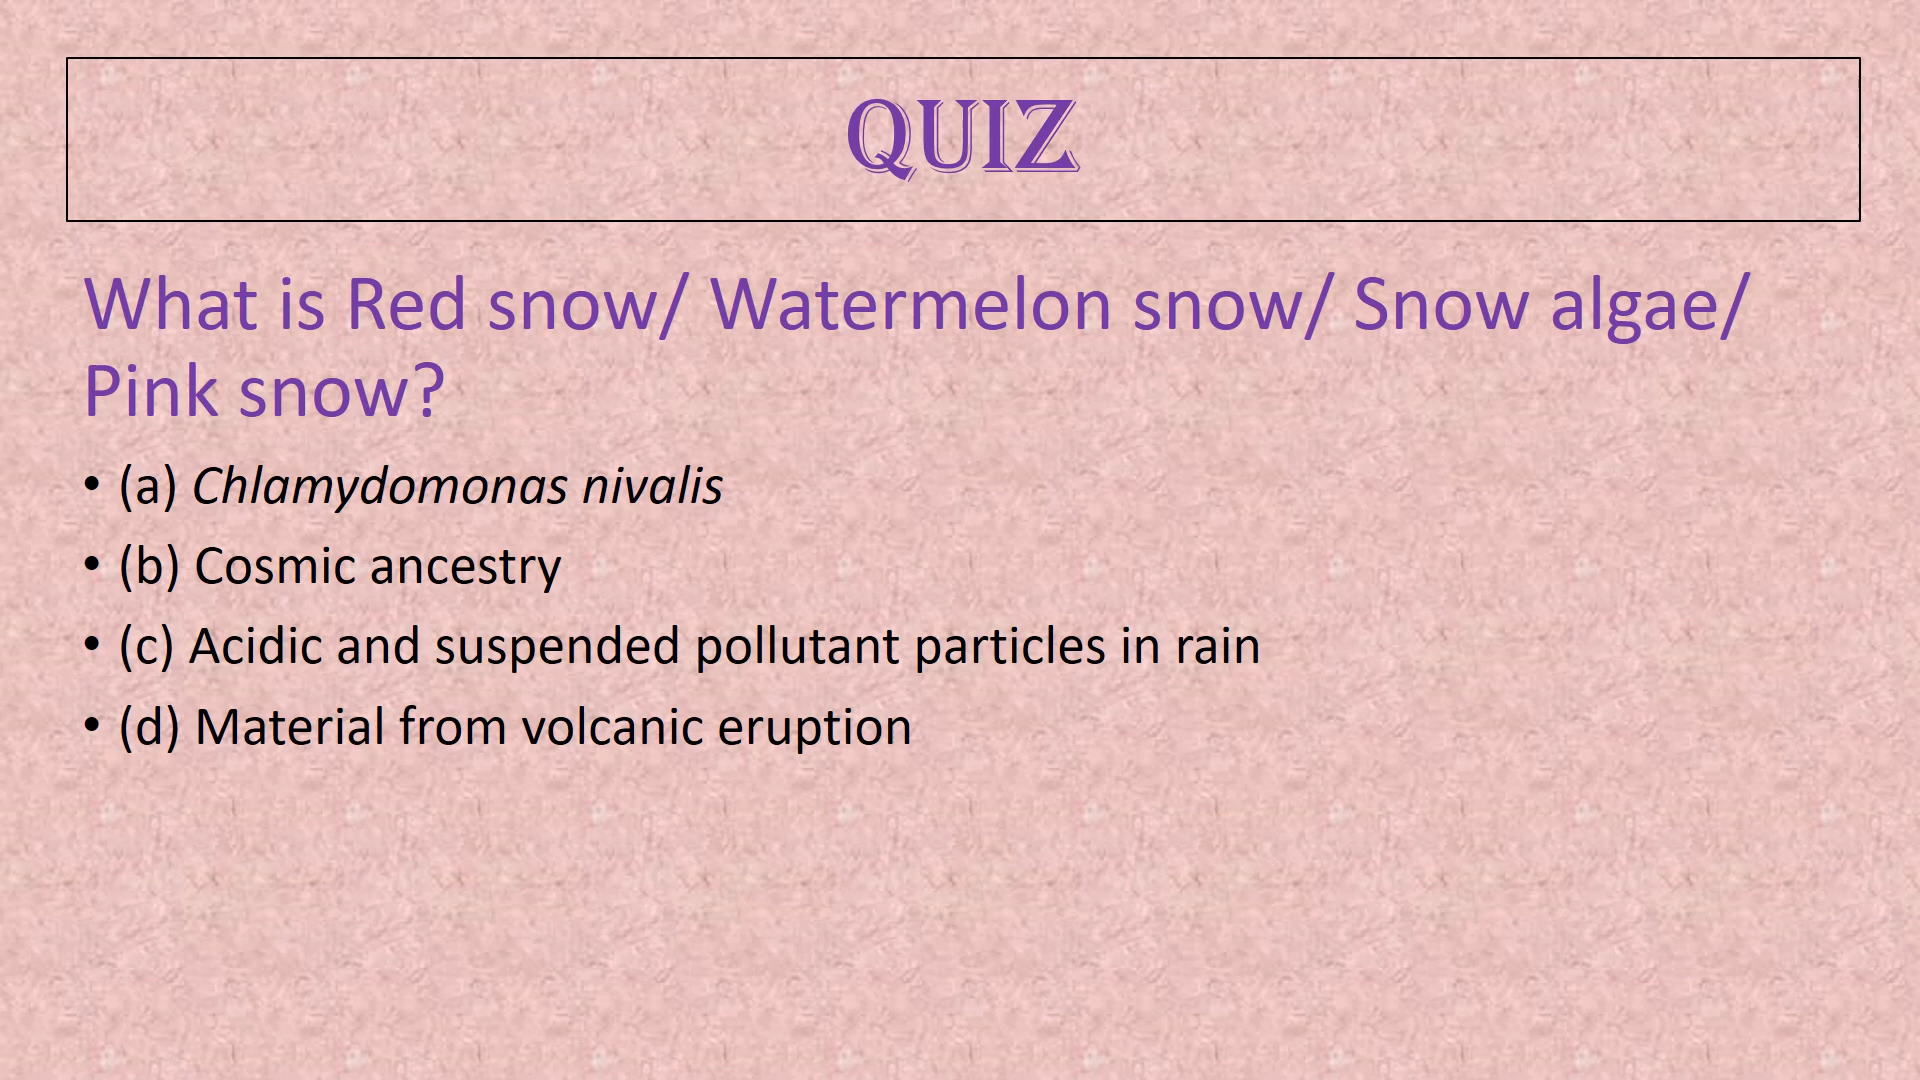 QUIZ
What is Red snow/ Watermelon snow/ Snow algae/
Pink snow?
• (a) Chlamydomonas nivalis
• (b) Cosmic ancestry
• (c) Acidic and suspended pollutant particles in rain
• (d) Material from volcanic eruption